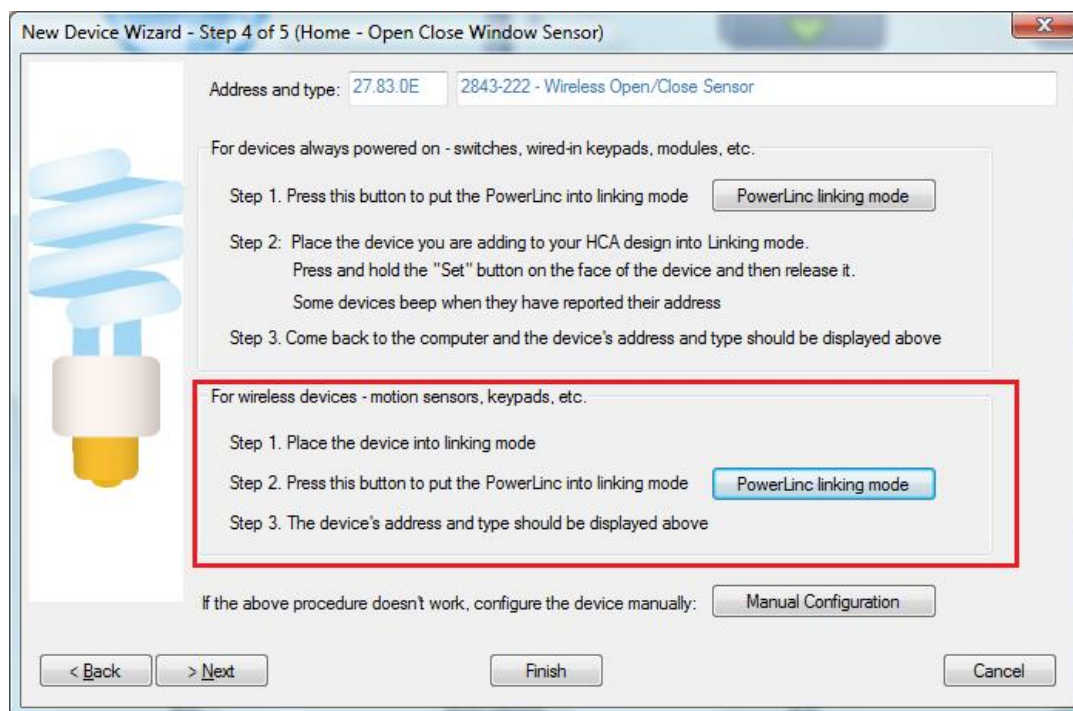 New Device Wizard - Step 4 of 5 (Home - Open Close Window Sensor)
Address and type: 27.83.0E 2843-222 - Wireless Open/Close Sensor
For devices always powered on - switches, wired-in keypads, modules, etc.
Step 1. Press this button to put the PowerLinc into linking mode PowerLinc linking mode
Step 2: Place the device you are adding to your HCA design into Linking mode.
Press and hold the "Set" button on the face of the device and then release it.
Some devices beep when they have reported their address
Step 3. Come back to the computer and the device's address and type should be displayed above
For wireless devices - motion sensors, keypads, etc.
Step 1. Place the device into linking mode
Step 2. Press this button to put the PowerLinc into linking mode PowerLinc linking mode
Step 3. The device's address and type should be displayed above
If the above procedure doesn't work, configure the device manually: Manual Configuration
< Back > Next Finish Cancel